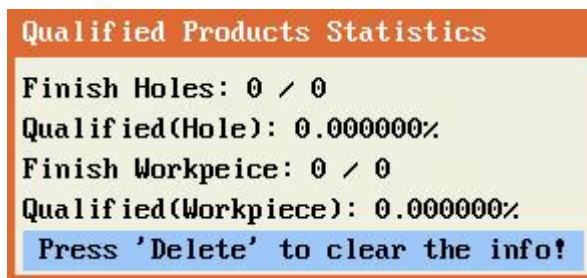 Qualified Products Statistics
Finish Holes: 0 / 0
Qualified(Hole): 0.000000%
Finish Workpeice: 0 / 0
Qualified(Workpiece): 0.000000%
Press 'Delete' to clear the info!